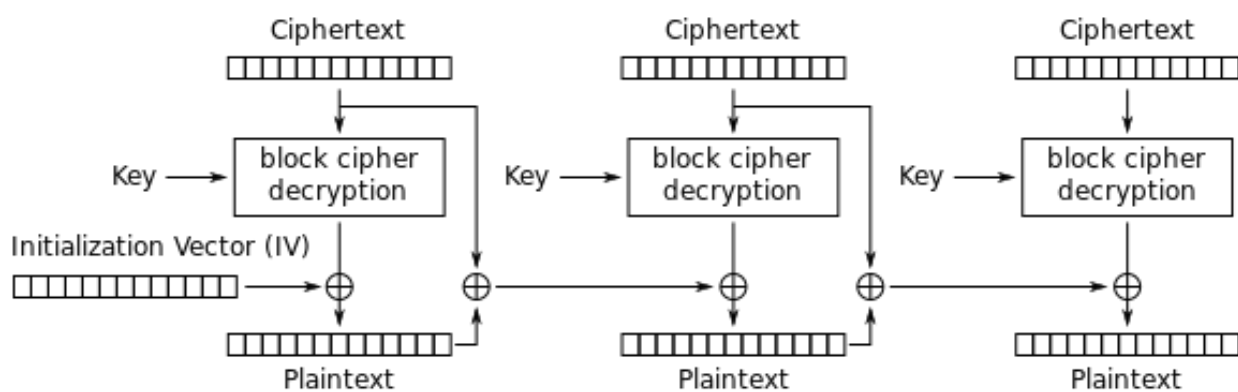 Ciphertext Ciphertext Ciphertext
Key block cipher decryption Key block cipher decryption Key block cipher decryption
Initialization Vector (IV)
Plaintext Plaintext Plaintext